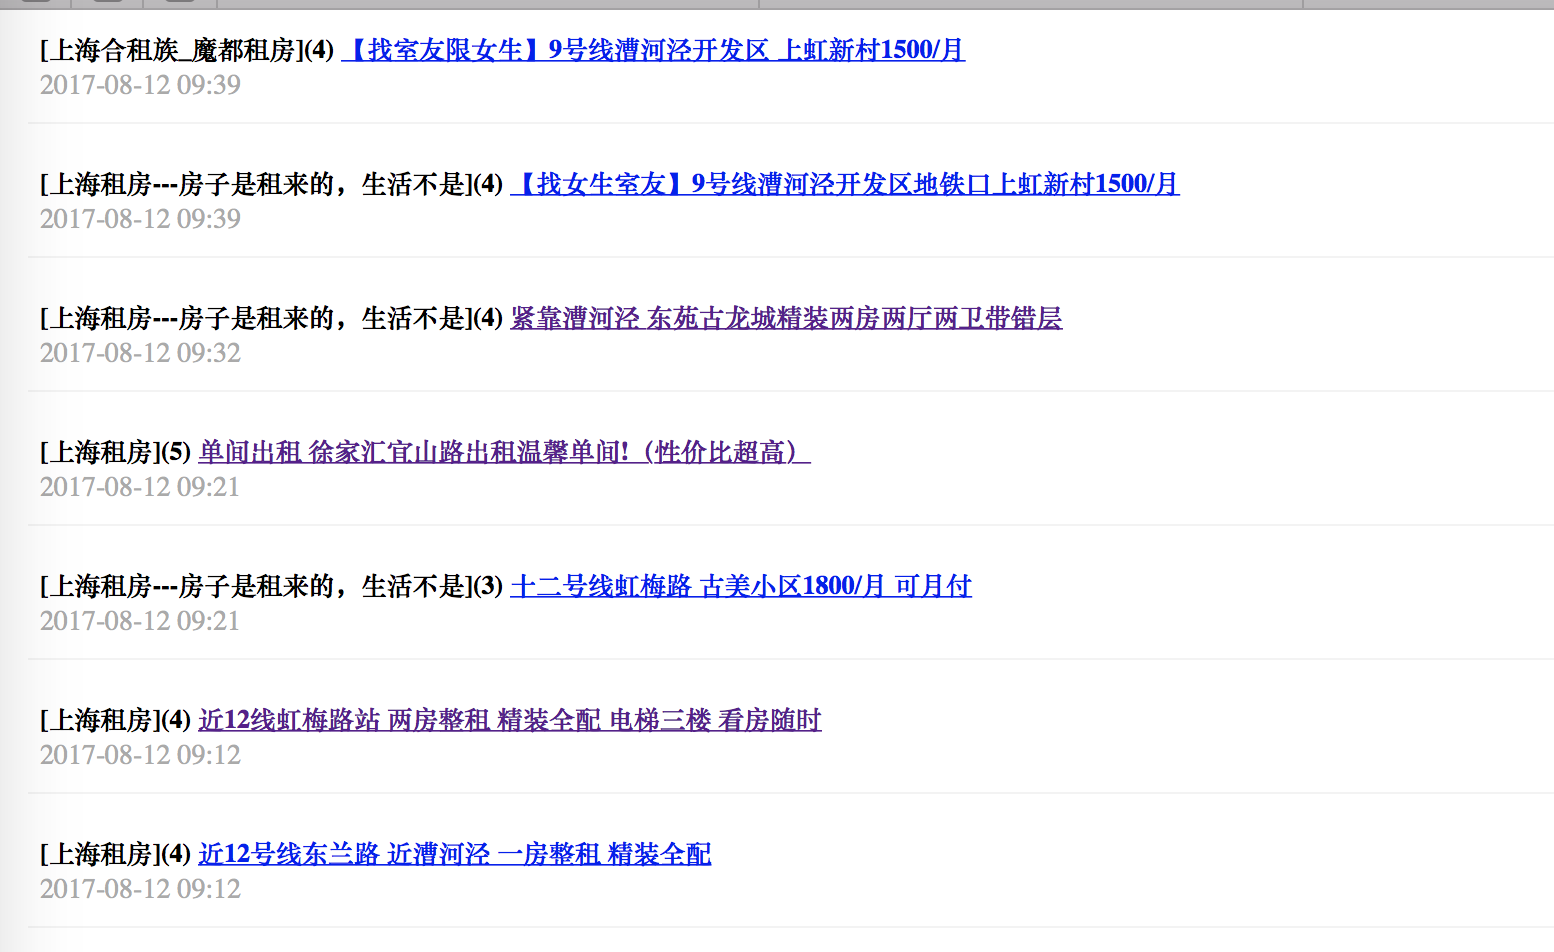 [上海合租族_魔都租房](4) 【找室友限女生】9号线漕河泾开发区 上虹新村1500/月
2017-08-12 09:39
[上海租房---房子是租来的，生活不是](4) 【找女生室友】9号线漕河泾开发区地铁口上虹新村1500/月
2017-08-12 09:39
[上海租房---房子是租来的，生活不是](4) 紧靠漕河泾 东苑古龙城精装两房两厅两卫带错层
2017-08-12 09:32
[上海租房](5) 单间出租 徐家汇宜山路出租温馨单间!（性价比超高）
2017-08-12 09:21
[上海租房---房子是租来的，生活不是](3) 十二号线虹梅路 古美小区1800/月 可月付
2017-08-12 09:21
[上海租房](4) 近12线虹梅路站 两房整租 精装全配 电梯三楼 看房随时
2017-08-12 09:12
[上海租房](4) 近12号线东兰路 近漕河泾 一房整租 精装全配
2017-08-12 09:12